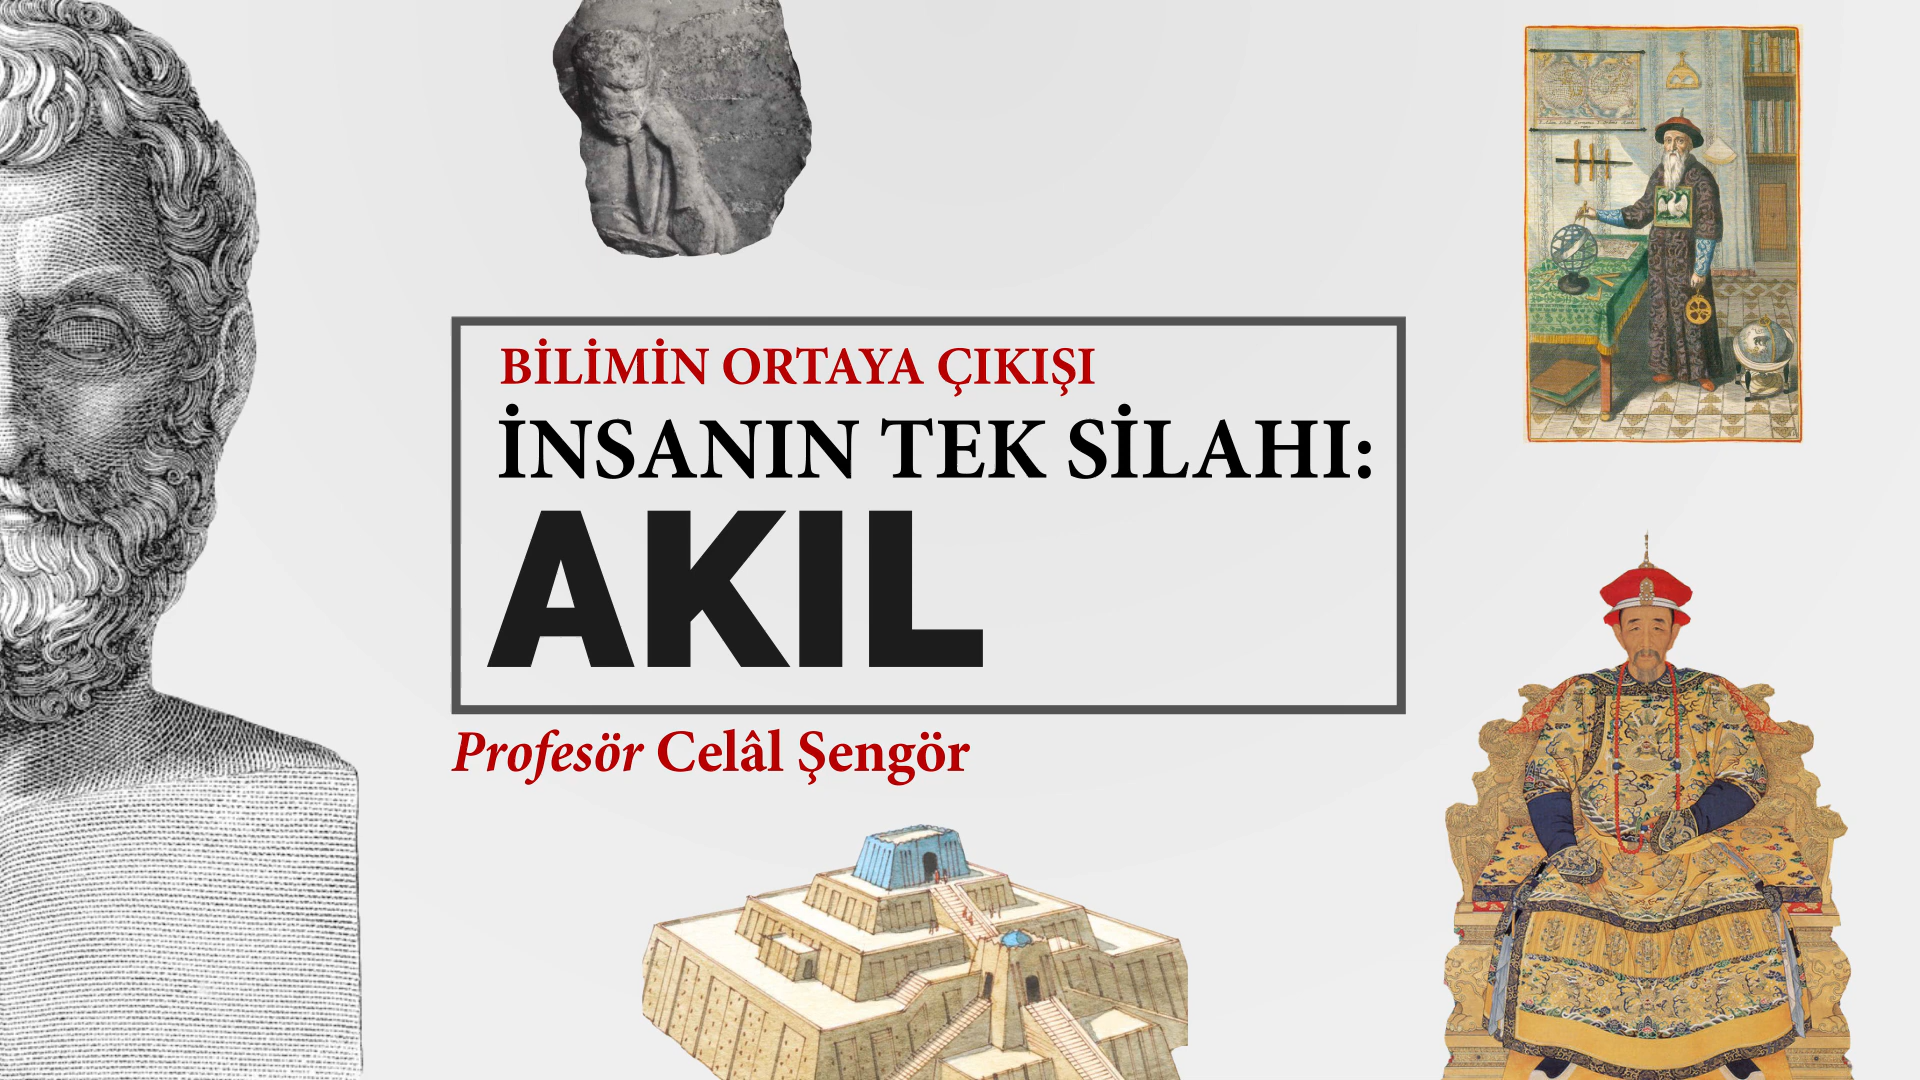 BİLİMİN ORTAYA ÇIKIŞI
İNSANIN TEK SİLAHI:
AKIL
Profesör Celâl Şengör